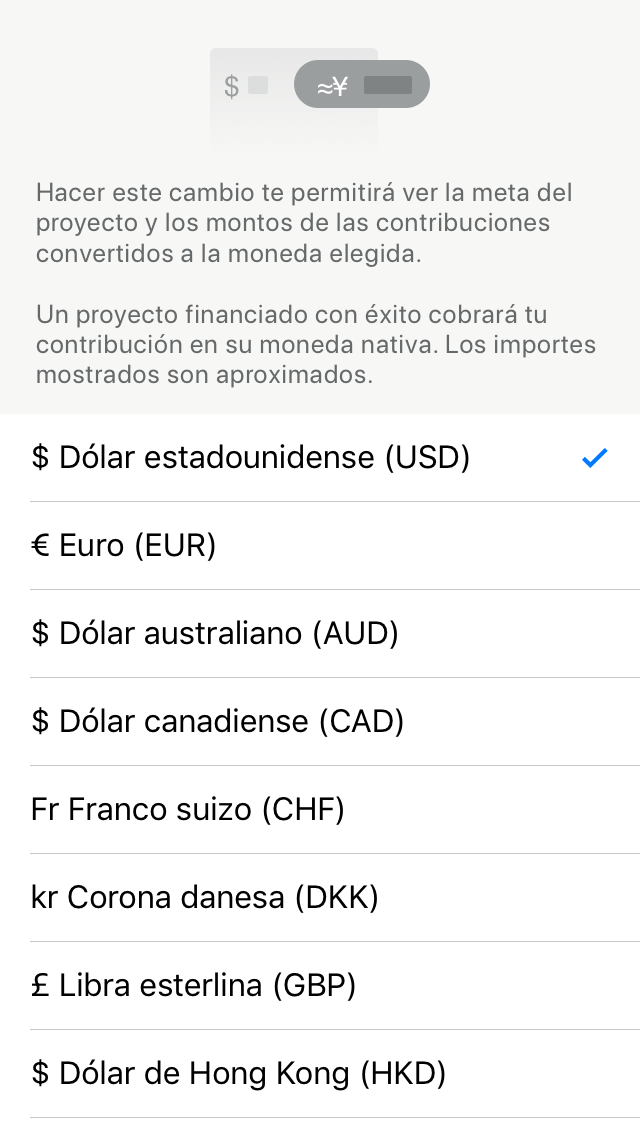 $ ≈¥
Hacer este cambio te permitirá ver la meta del
proyecto y los montos de las contribuciones
convertidos a la moneda elegida.
Un proyecto financiado con éxito cobrará tu
contribución en su moneda nativa. Los importes
mostrados son aproximados.
$ Dólar estadounidense (USD)
€ Euro (EUR)
$ Dólar australiano (AUD)
$ Dólar canadiense (CAD)
Fr Franco suizo (CHF)
kr Corona danesa (DKK)
£ Libra esterlina (GBP)
$ Dólar de Hong Kong (HKD)